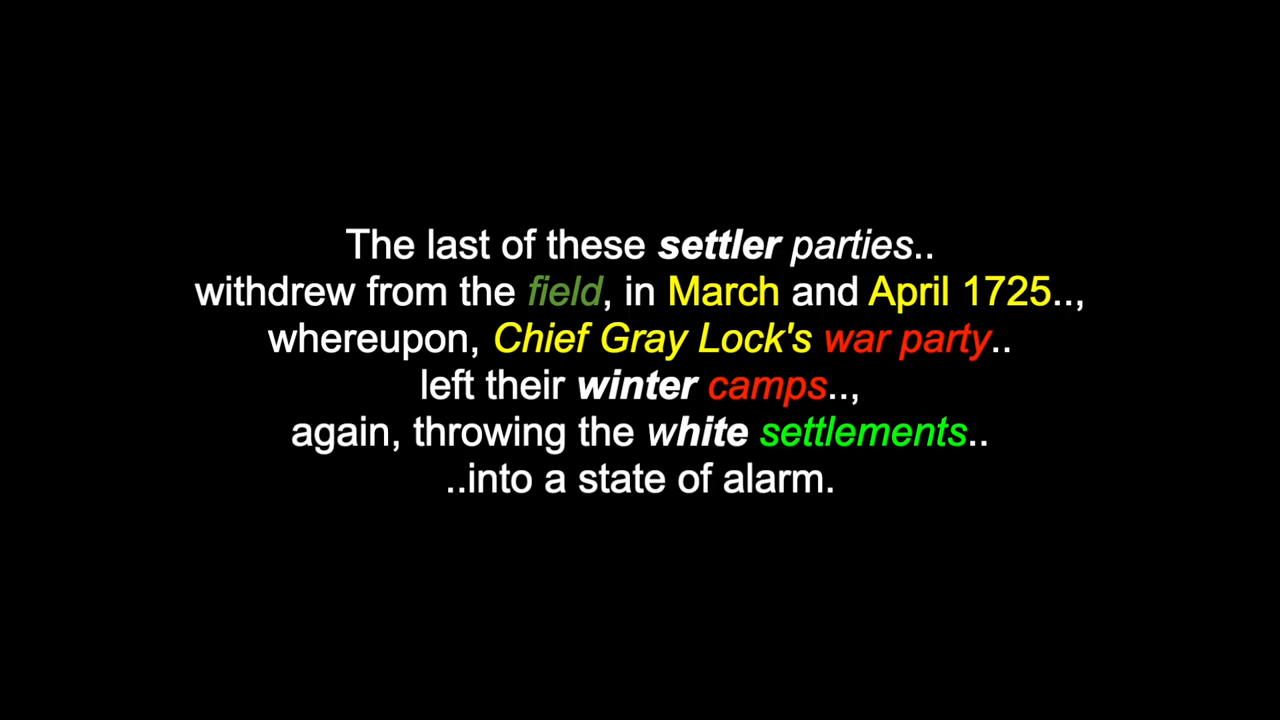 The last of these settler parties..
withdrew from the field, in March and April 1725..,
whereupon, Chief Gray Lock's war party..
left their winter camps..,
again, throwing the white settlements..
..into a state of alarm.